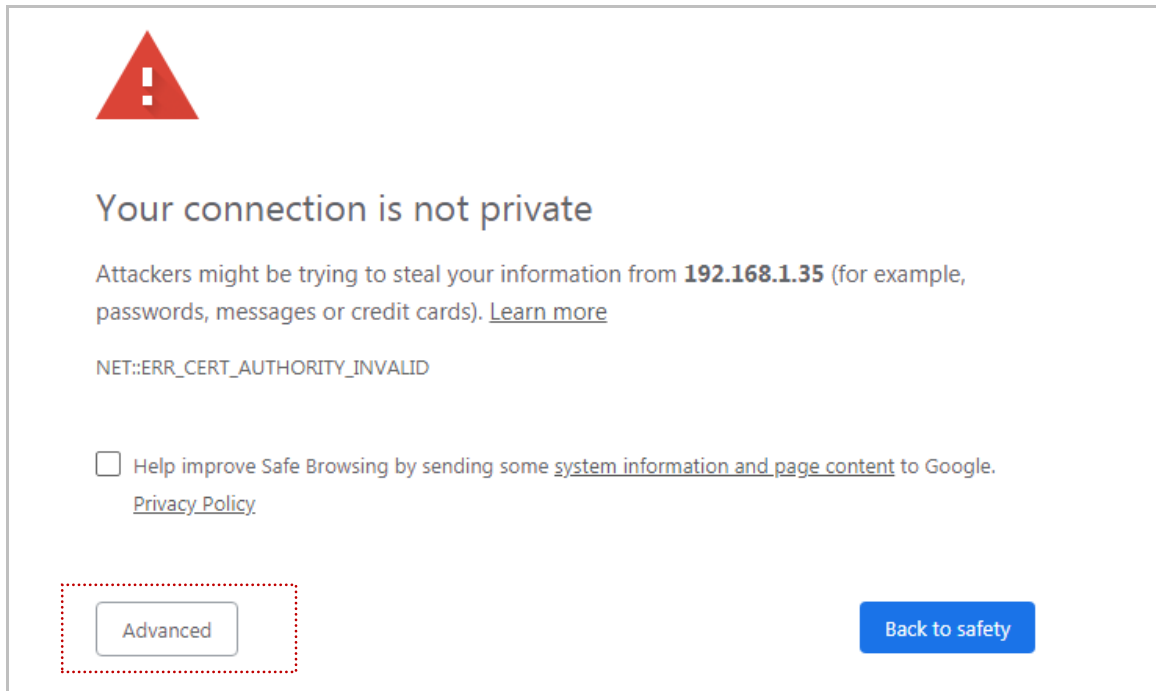 Your connection is not private
Attackers might be trying to steal your information from 192.168.1.35 (for example,
passwords, messages or credit cards). Learn more
NET::ERR_CERT_AUTHORITY_INVALID
Help improve Safe Browsing by sending some system information and page content to Google.
Privacy Policy
Advanced
Back to safety